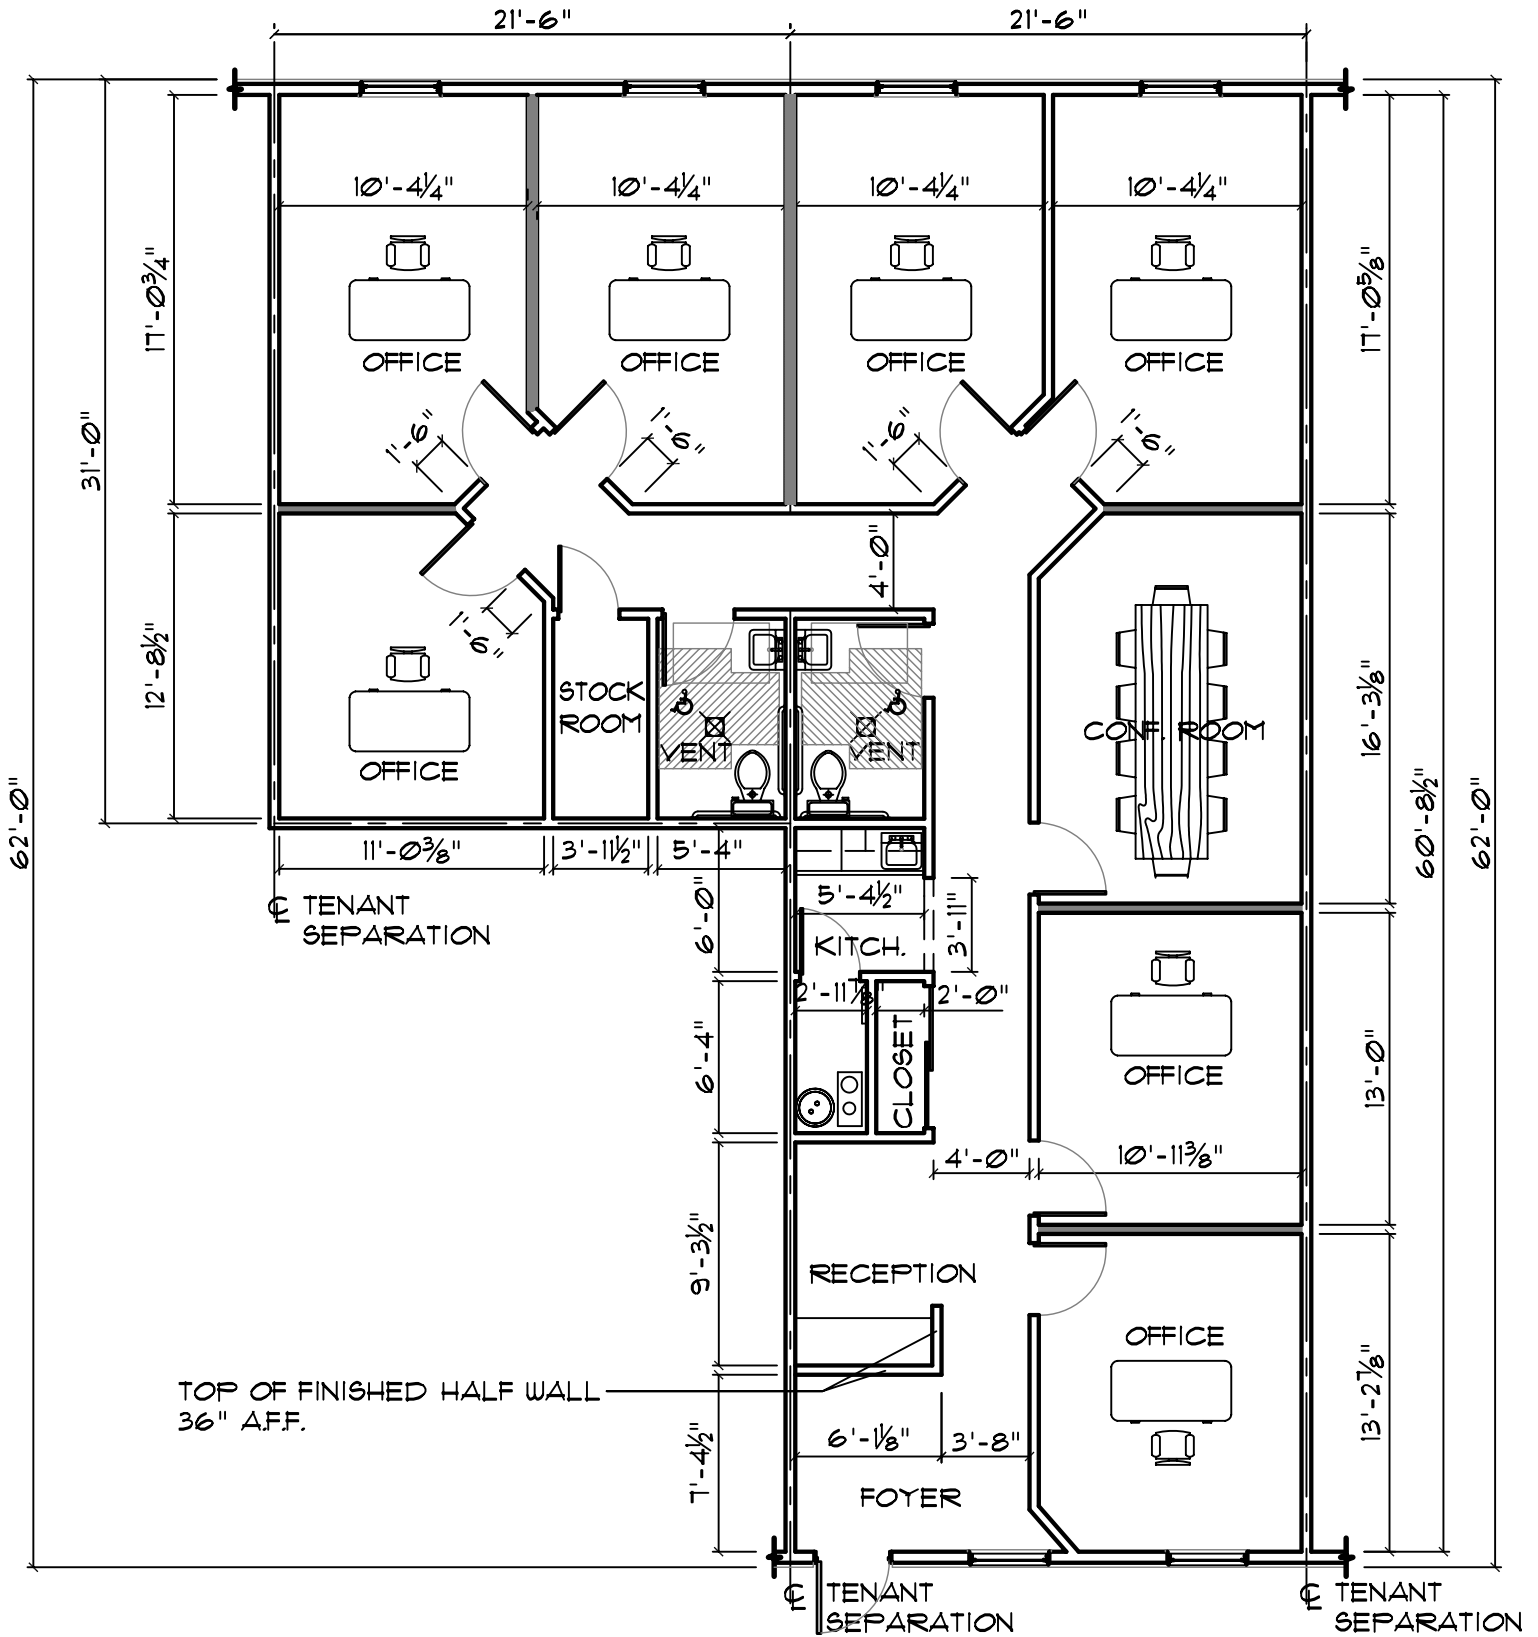 21'-6"
21'-6"
10'-4¼"
10'-4¼"
10'-4¼"
10'-4¼"
17'-0¾"
17'-0⅝"
OFFICE
OFFICE
OFFICE
OFFICE
31'-0"
1'-6"
1'-6"
1'-6"
1'-6"
4'-0"
12'-8½"
1'-6"
16'-3⅛"
STOCK
ROOM
VENT
VENT
CONF. ROOM
OFFICE
62'-0"
60'-8½"
62'-0"
11'-0⅜"
3'-11½"
5'-4"
5'-4½"
₵ TENANT
SEPARATION
6'-0"
KITCH.
3'-11"
2'-11⅞"
2'-0"
6'-4"
CLOSET
OFFICE
13'-0"
4'-0"
10'-11⅜"
9'-3½"
RECEPTION
OFFICE
TOP OF FINISHED HALF WALL
36" A.F.F.
13'-2⅞"
7'-4½"
6'-1⅛"
3'-8"
FOYER
₵ TENANT
SEPARATION
₵ TENANT
SEPARATION